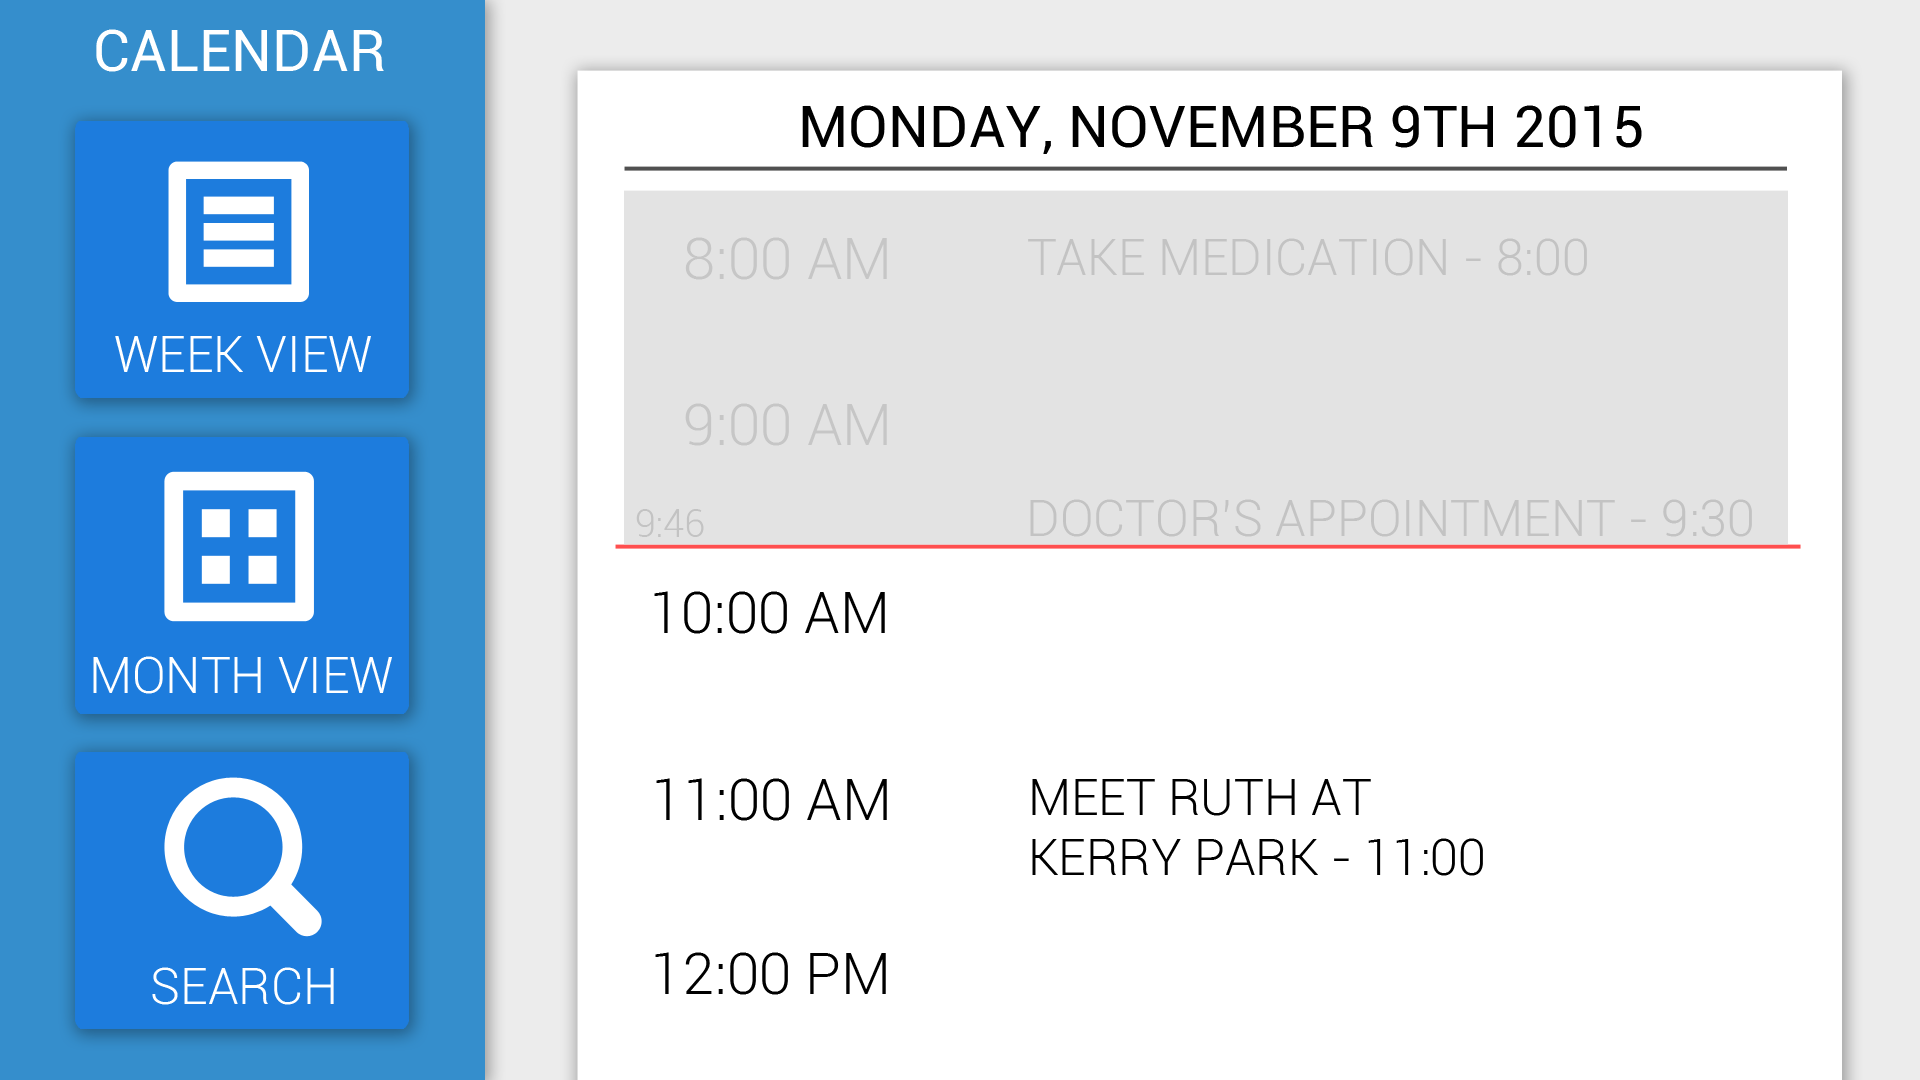 CALENDAR
WEEK VIEW
MONTH VIEW
SEARCH
MONDAY, NOVEMBER 9TH 2015
8:00 AM TAKE MEDICATION - 8:00
9:00 AM
9:46 DOCTOR'S APPOINTMENT - 9:30
10:00 AM
11:00 AM MEET RUTH AT
KERRY PARK - 11:00
12:00 PM